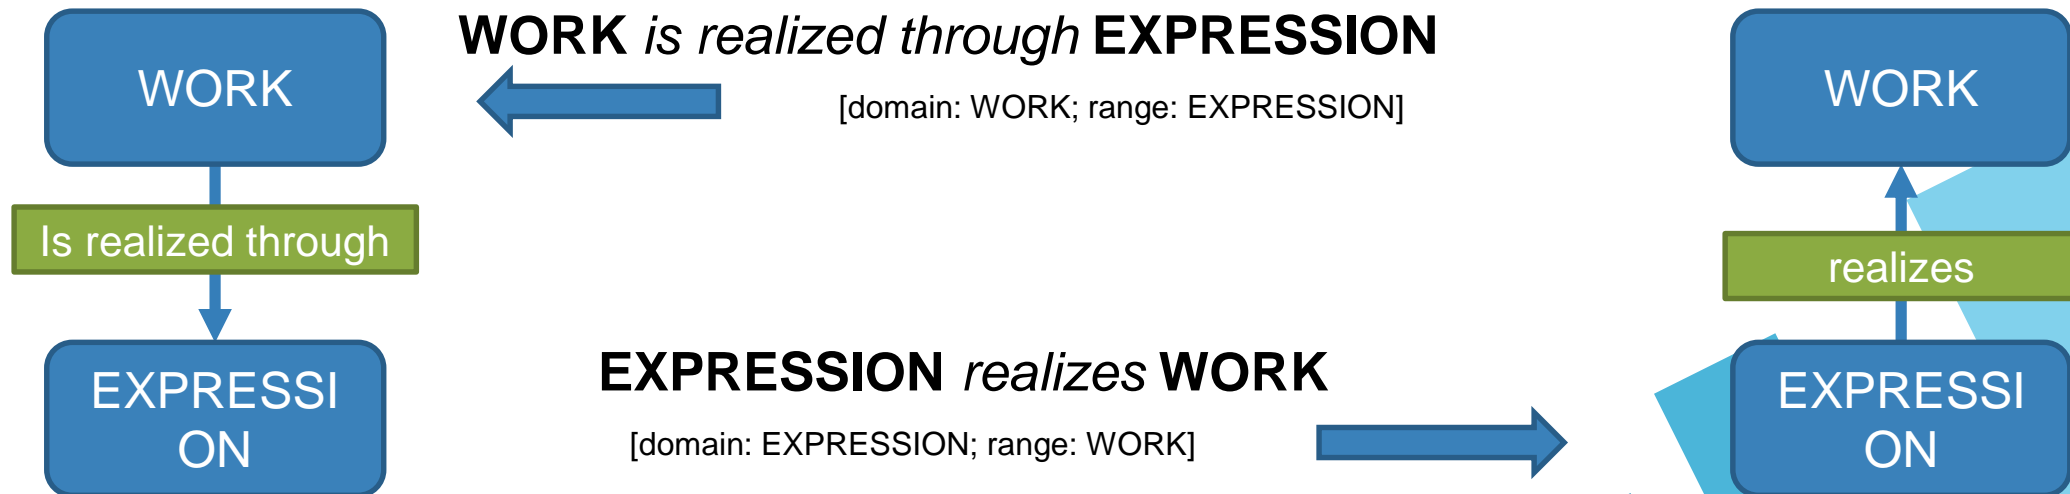 WORK
Is realized through
EXPRESSI
ON
WORK is realized through EXPRESSION
[domain: WORK; range: EXPRESSION]
EXPRESSION realizes WORK
[domain: EXPRESSION; range: WORK]
WORK
realizes
EXPRESSI
ON